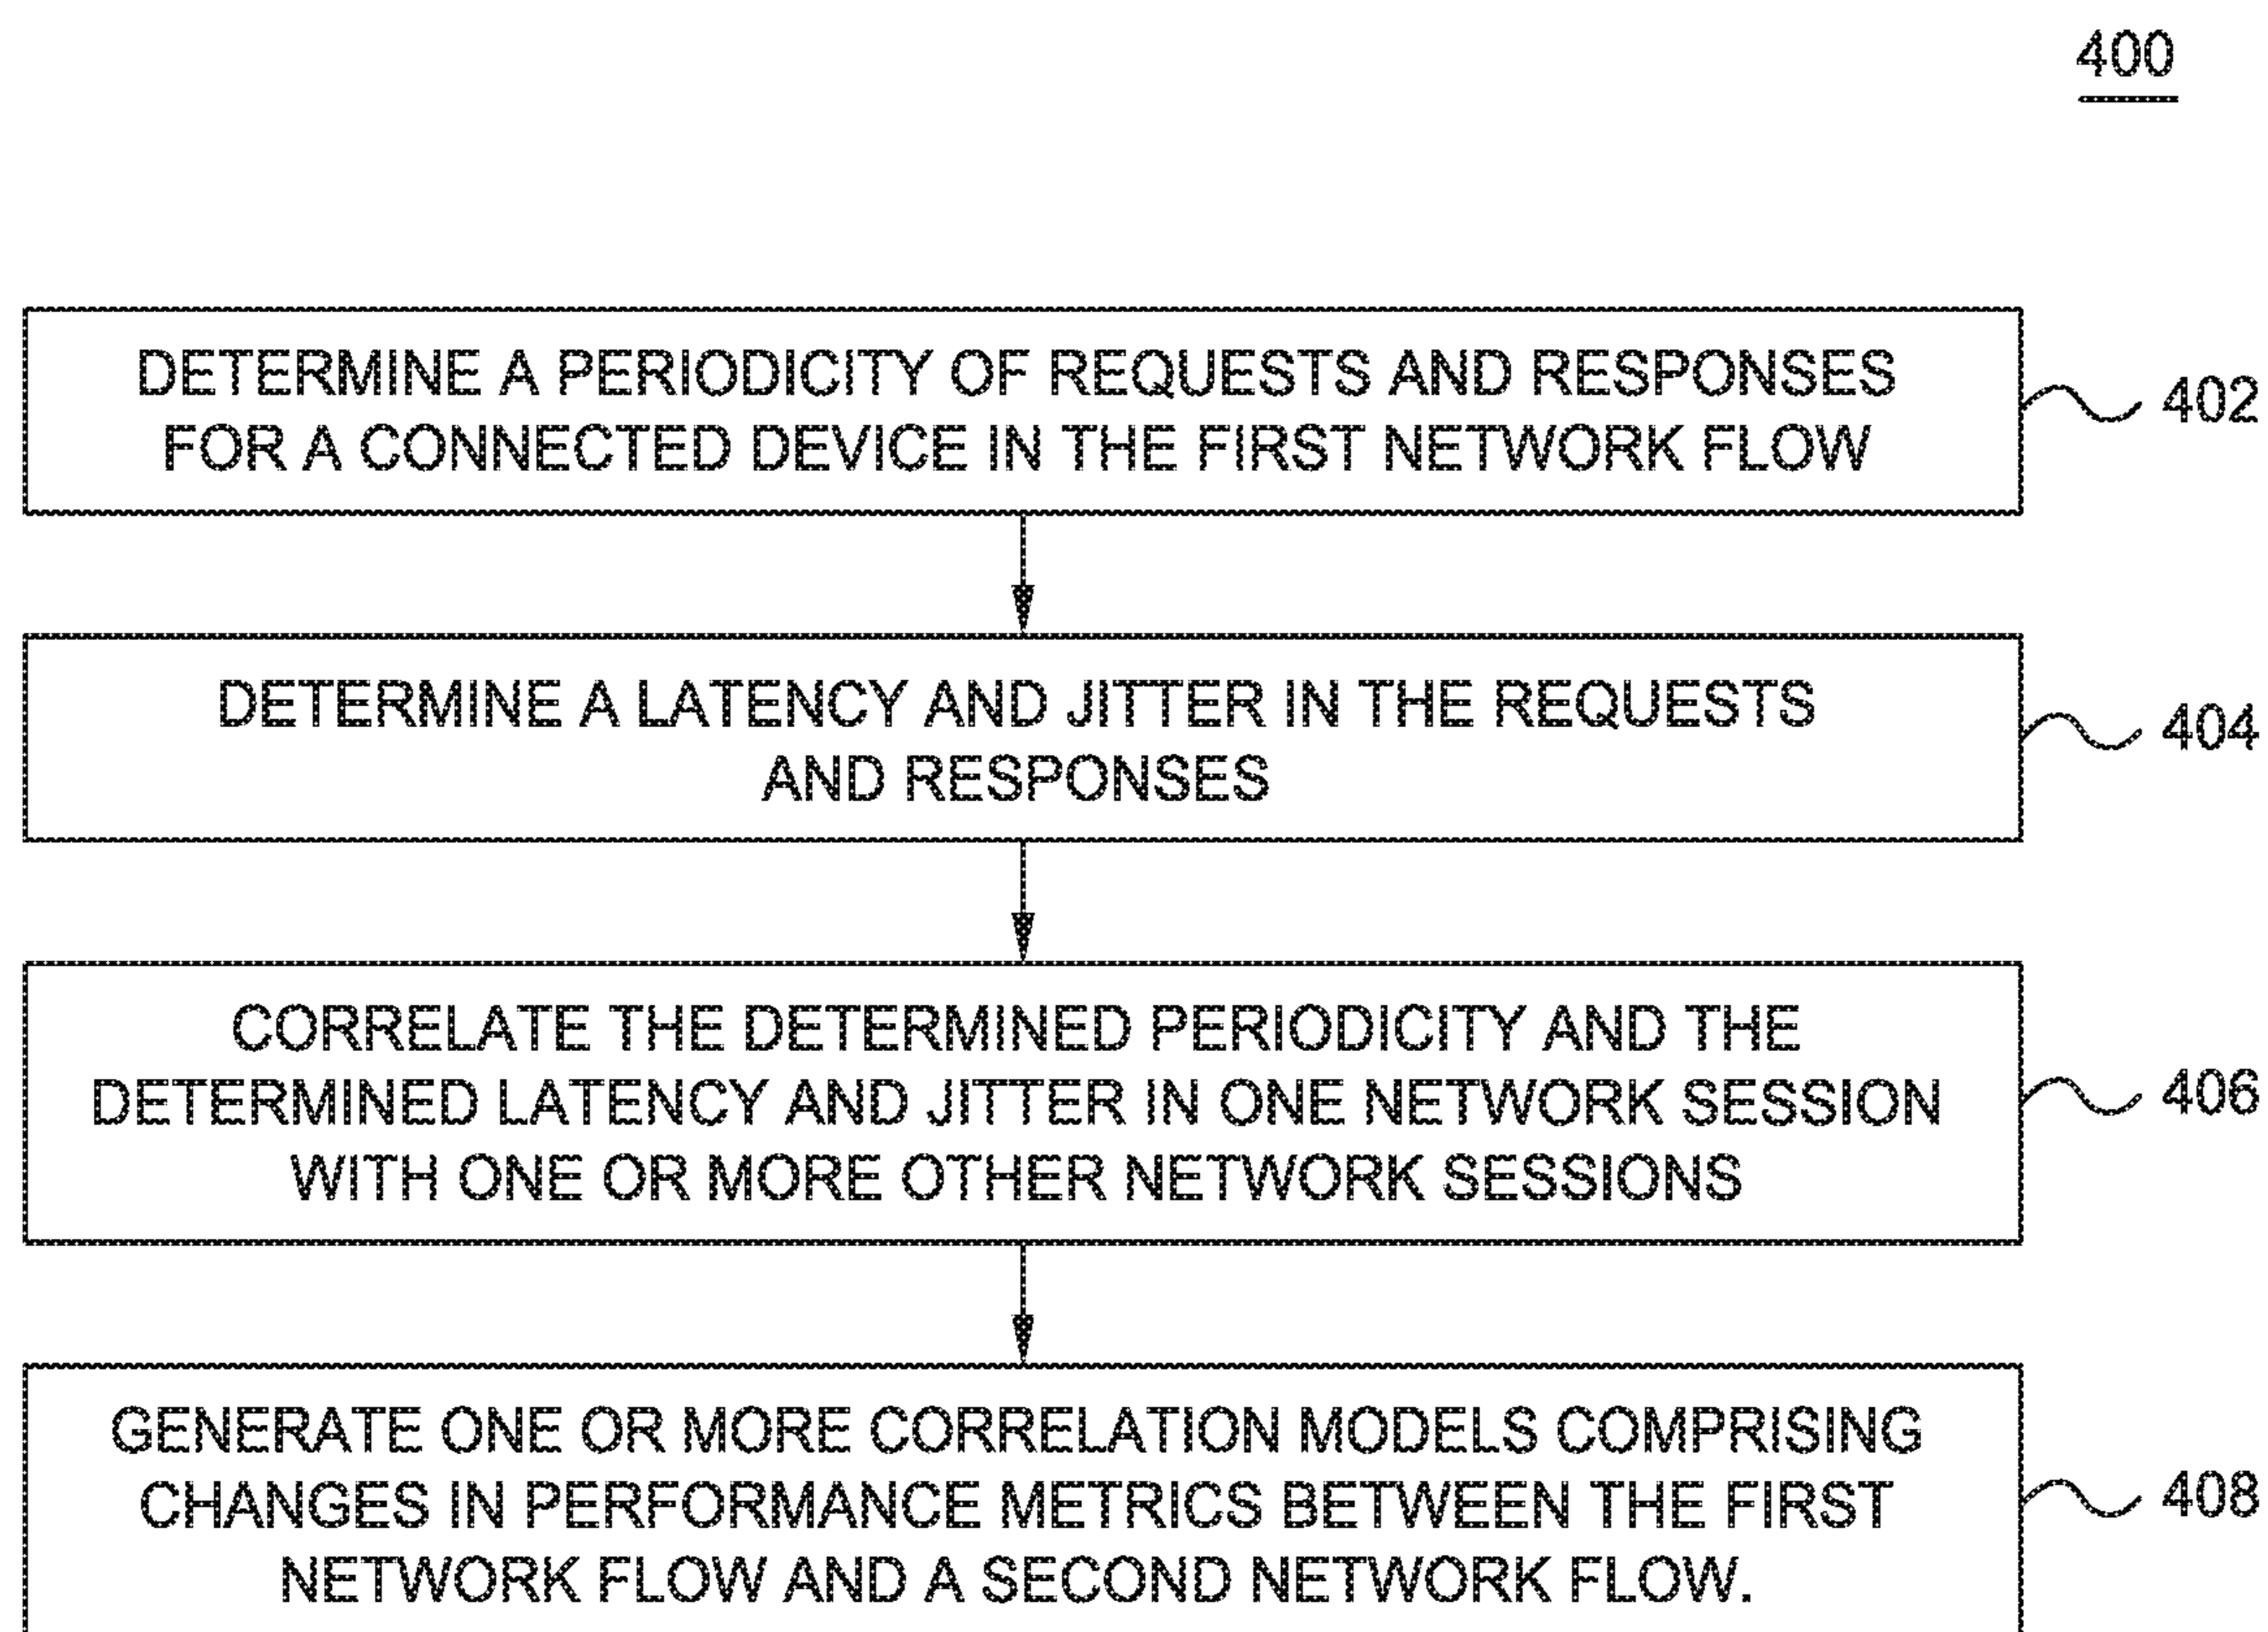 400
DETERMINE A PERIODICITY OF REQUESTS AND RESPONSES
FOR A CONNECTED DEVICE IN THE FIRST NETWORK FLOW
402
DETERMINE A LATENCY AND JITTER IN THE REQUESTS
AND RESPONSES
404
CORRELATE THE DETERMINED PERIODICITY AND THE
DETERMINED LATENCY AND JITTER IN ONE NETWORK SESSION
WITH ONE OR MORE OTHER NETWORK SESSIONS
406
GENERATE ONE OR MORE CORRELATION MODELS COMPRISING
CHANGES IN PERFORMANCE METRICS BETWEEN THE FIRST
NETWORK FLOW AND A SECOND NETWORK FLOW.
408